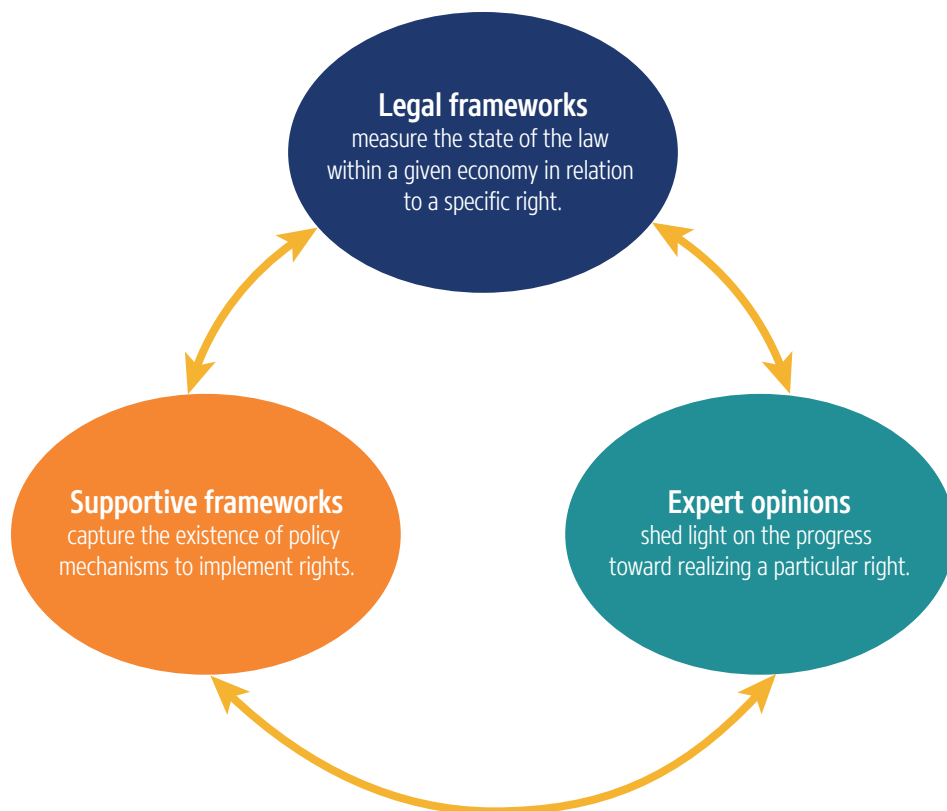 Legal frameworks
measure the state of the law
within a given economy in relation
to a specific right.
Supportive frameworks
capture the existence of policy
mechanisms to implement rights.
Expert opinions
shed light on the progress
toward realizing a particular right.